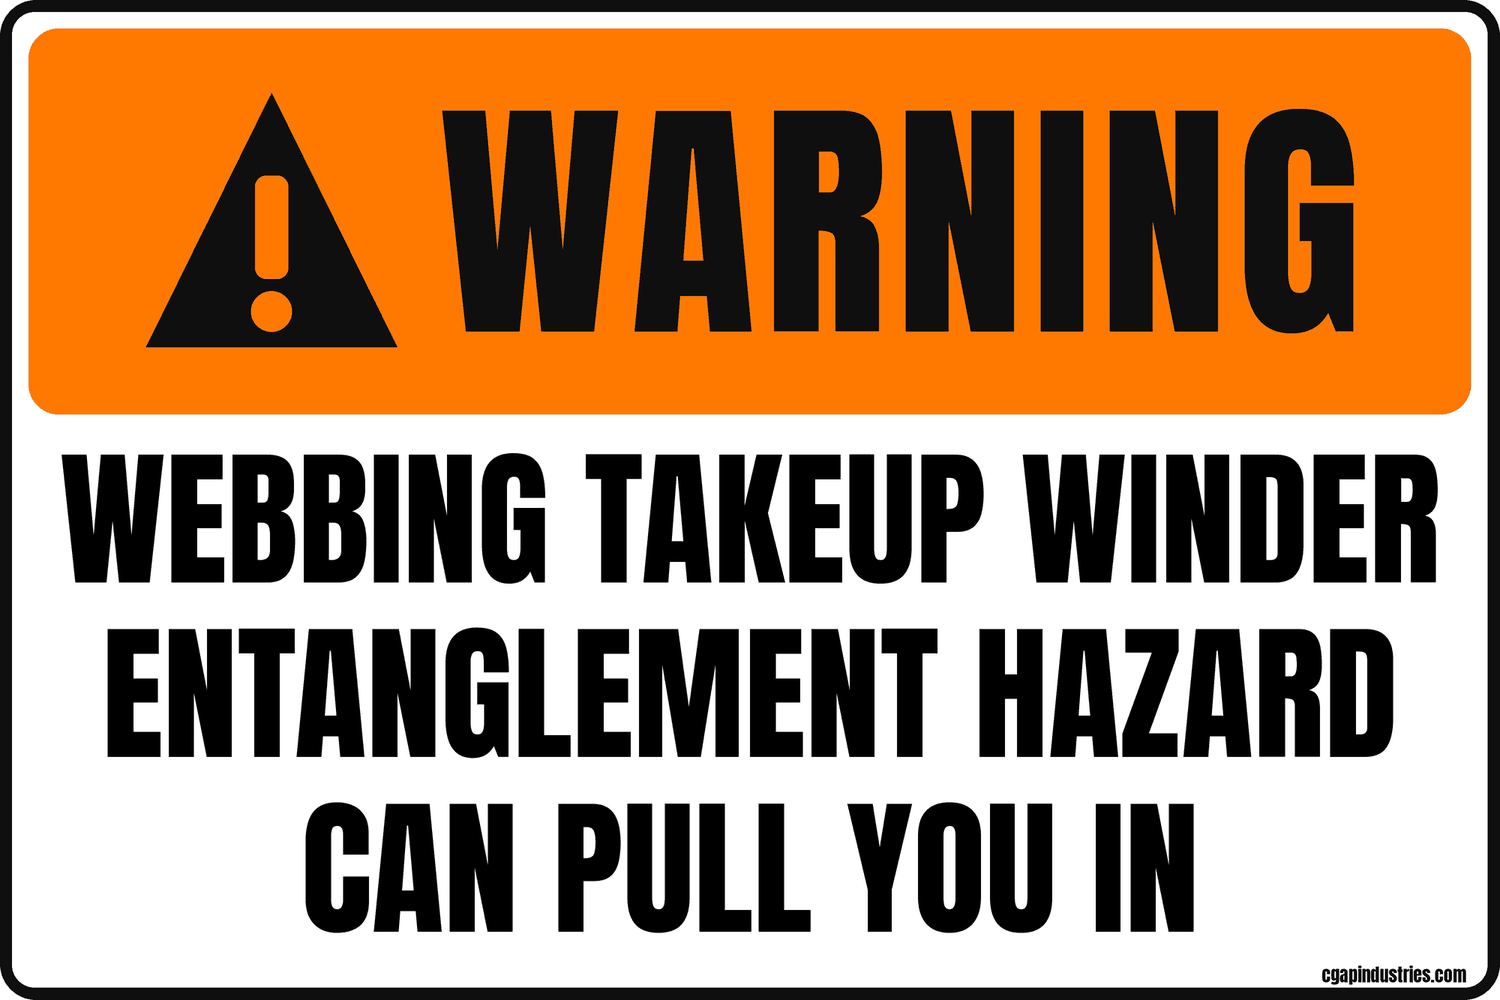 WARNING
WEBBING TAKEUP WINDER
ENTANGLEMENT HAZARD
CAN PULL YOU IN
cgapindustries.com